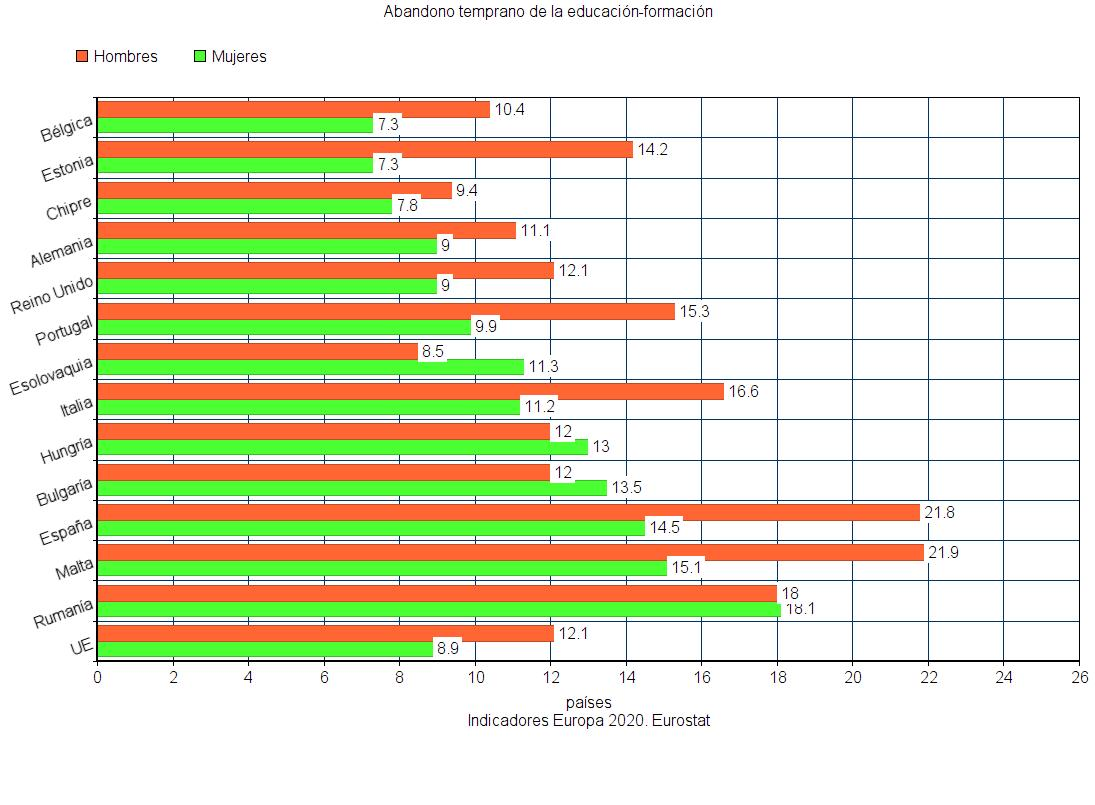 Abandono temprano de la educación-formación
Hombres Mujeres
Bélgica 10.4
7.3
Estonia 14.2
7.3
Chipre 9.4
7.8
Alemania 11.1
9
Reino Unido 12.1
9
Portugal 15.3
9.9
Esolovaquia 8.5
11.3
Italia 16.6
11.2
Hungría 12
13
Bulgaría 12
13.5
España 21.8
14.5
Malta 21.9
15.1
Rumanía 18
18.1
UE 12.1
8.9
0 2 4 6 8 10 12 14 16 18 20 22 24 26
países
Indicadores Europa 2020. Eurostat